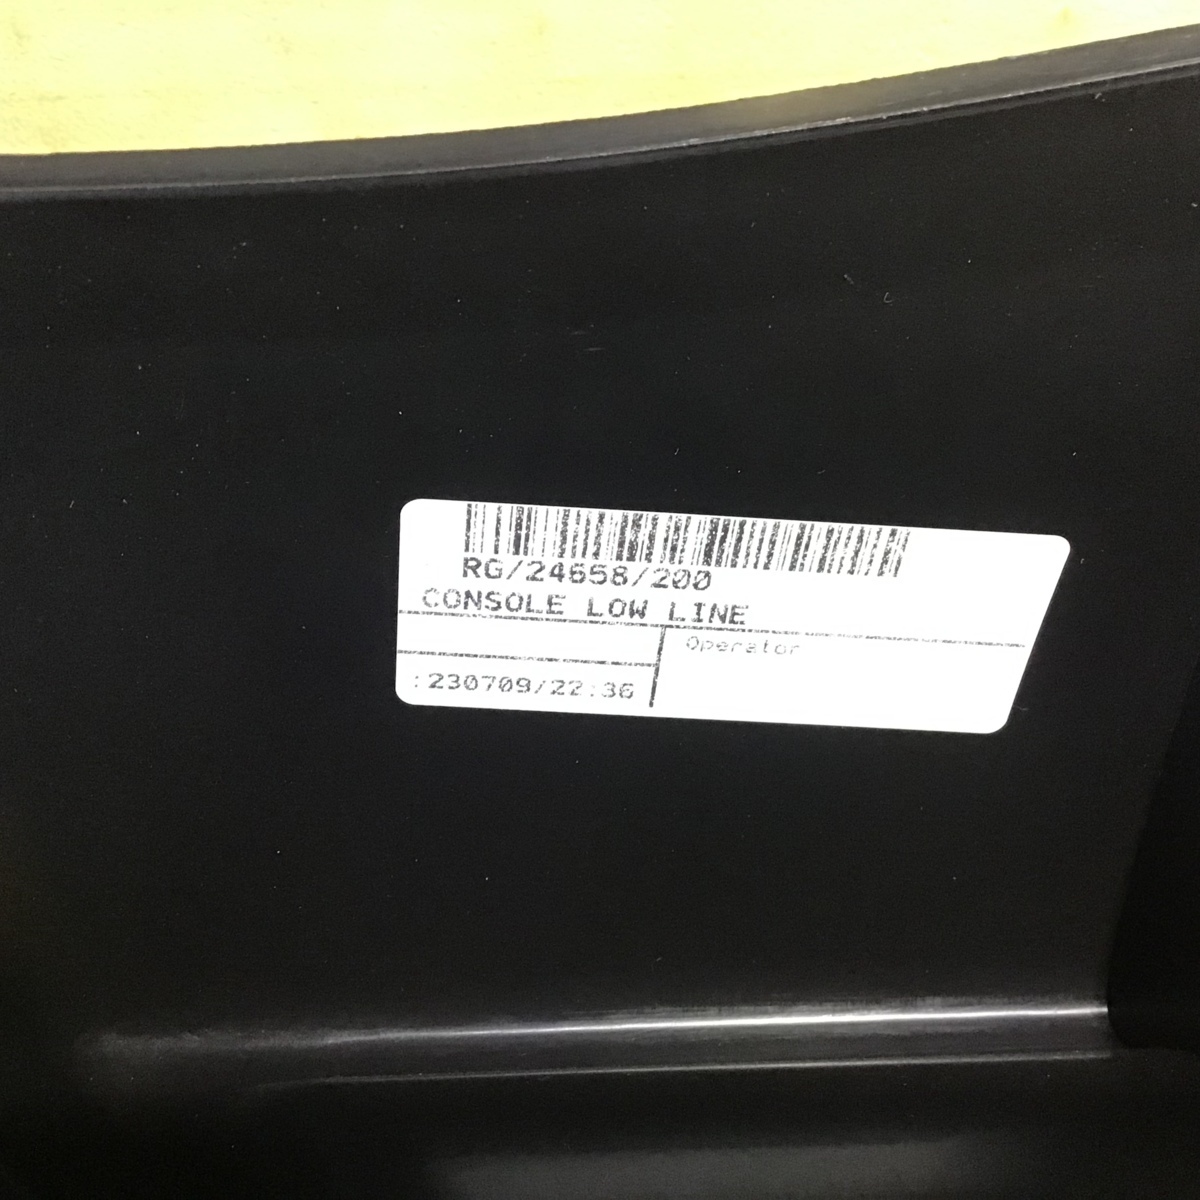 RG/24658/200
CONSOLE LOW LINE
Operator
:230709/22:36